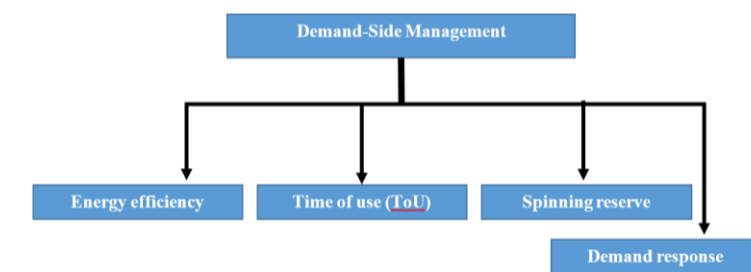 Demand-Side Management
Energy efficiency
Time of use (ToU)
Spinning reserve
Demand response